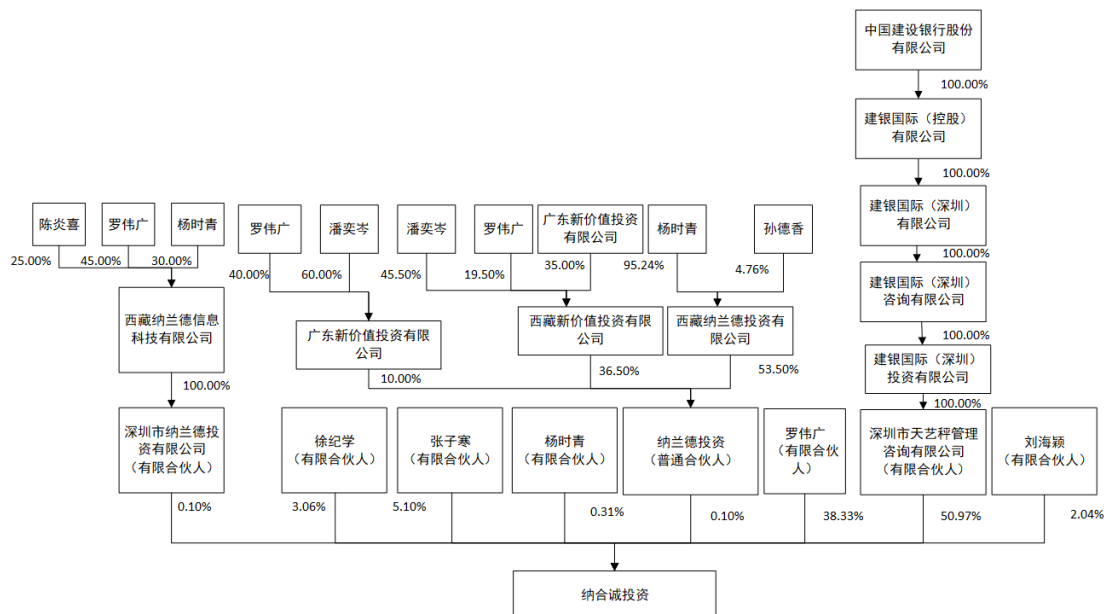 中国建设银行股份
有限公司
100.00%
建银国际（控股）
有限公司
100.00%
建银国际（深圳）
有限公司
100.00%
建银国际（深圳）
咨询有限公司
100.00%
建银国际（深圳）
投资有限公司
100.00%
陈炎喜
罗伟广
杨时青
25.00%
45.00%
30.00%
西藏纳兰德信息
科技有限公司
100.00%
罗伟广
潘奕岑
40.00%
60.00%
广东新价值投资有限公
司
10.00%
潘奕岑
罗伟广
广东新价值投资
有限公司
45.50%
19.50%
35.00%
西藏新价值投资有限公
司
36.50%
杨时青
孙德香
95.24%
4.76%
西藏纳兰德投资有
限公司
53.50%
深圳市纳兰德投
资有限公司
（有限合伙人）
0.10%
徐纪学
（有限合伙人）
3.06%
张子寒
（有限合伙人）
5.10%
杨时青
（有限合伙人）
0.31%
纳兰德投资
（普通合伙人）
0.10%
罗伟广
（有限合伙
人）
38.33%
深圳市天艺秤管理
咨询有限公司
（有限合伙人）
50.97%
刘海颖
（有限合伙人）
2.04%
纳合诚投资